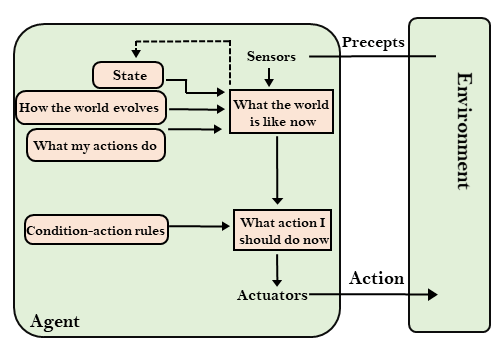 Sensors
Precepts
State
How the world evolves
What the world
is like now
What my actions do
Environment
Condition-action rules
What action I
should do now
Action
Actuators
Agent